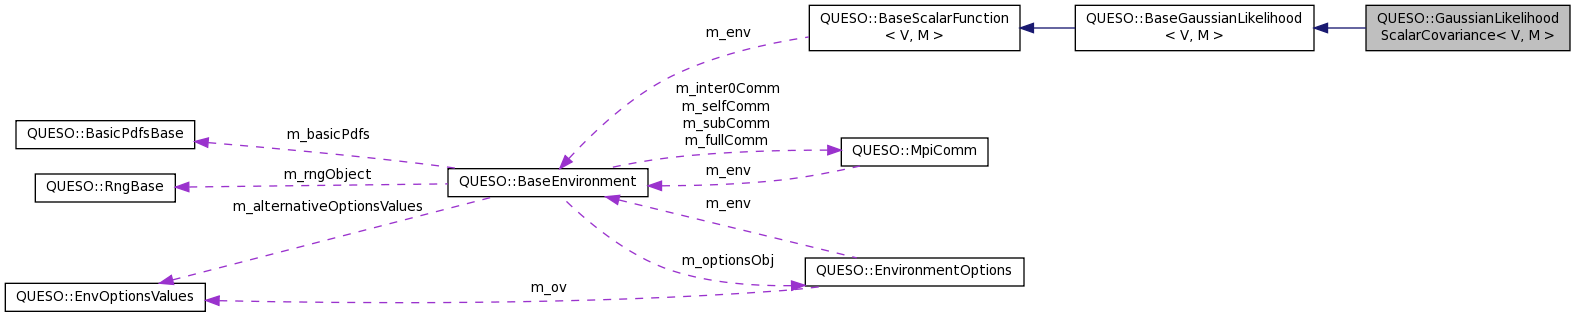 QUESO::BaseScalarFunction
< V, M >
QUESO::BaseGaussianLikelihood
< V, M >
QUESO::GaussianLikelihood
ScalarCovariance< V, M >
m_env
m_inter0Comm
m_selfComm
m_subComm
m_fullComm
QUESO::BasicPdfsBase
m_basicPdfs
QUESO::MpiComm
QUESO::RngBase
m_rngObject
QUESO::BaseEnvironment
m_env
m_alternativeOptionsValues
m_env
m_optionsObj
QUESO::EnvironmentOptions
QUESO::EnvOptionsValues
m_ov